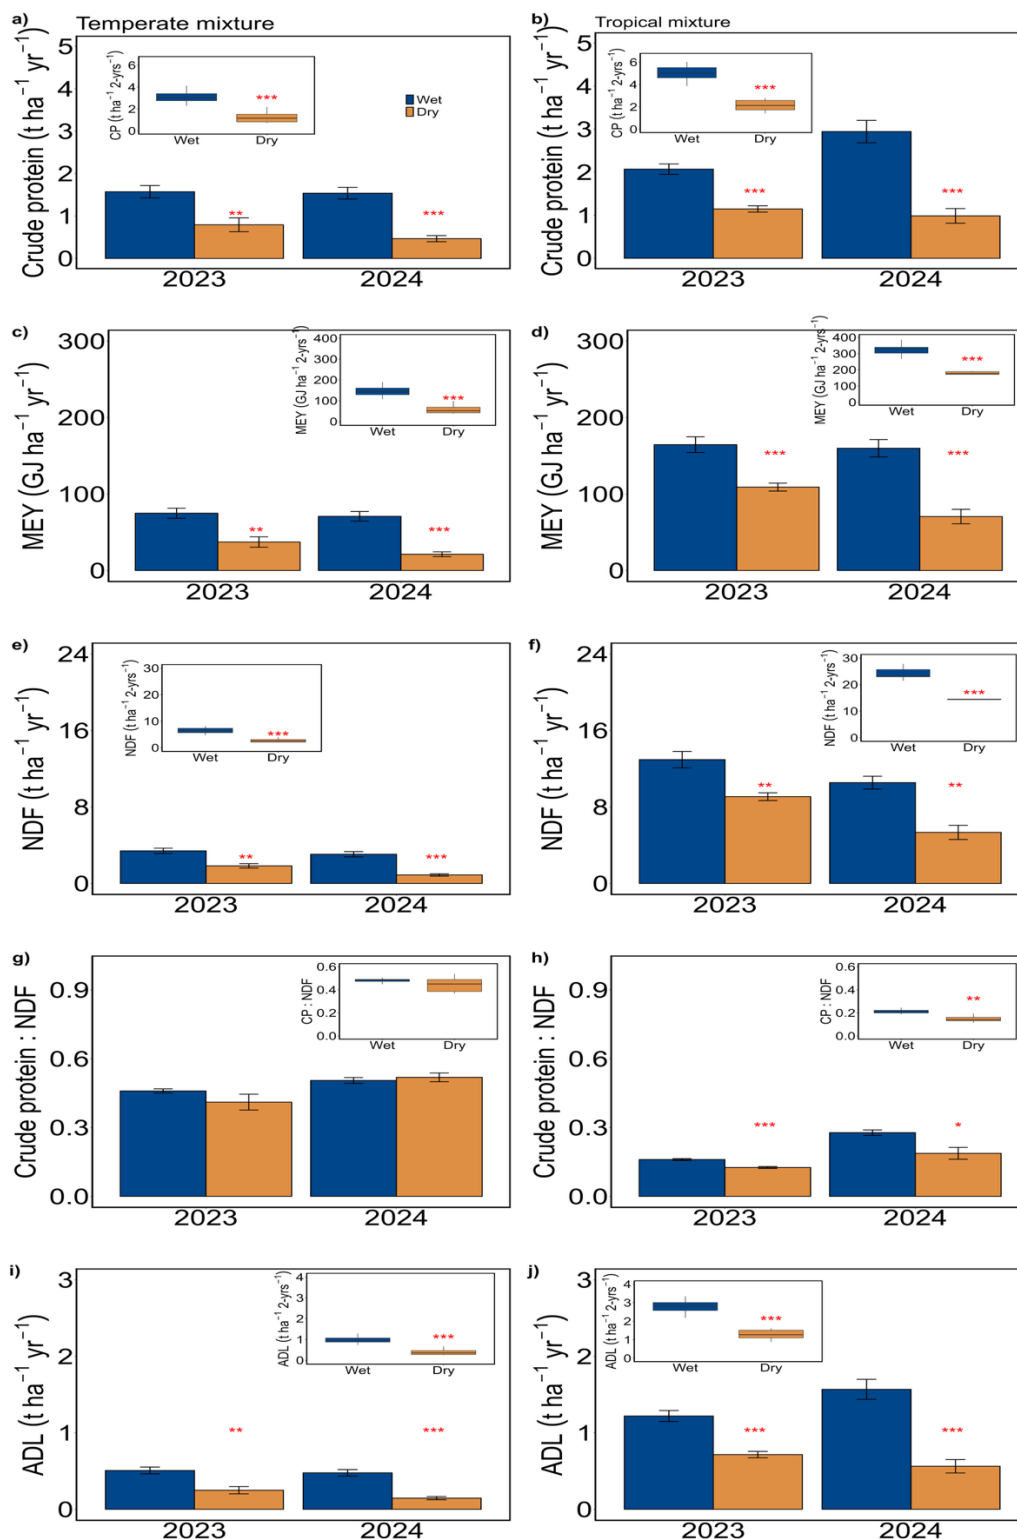 a) Temperate mixture
Crude protein (t ha⁻¹ yr⁻¹)
5
4
3
2
1
0
CP (t ha⁻¹ 2-yrs⁻¹)
6
4
2
0
***
Wet Dry
Wet
Dry
**
***
2023 2024
b) Tropical mixture
Crude protein (t ha⁻¹ yr⁻¹)
5
4
3
2
1
0
CP (t ha⁻¹ 2-yrs⁻¹)
6
4
2
0
***
Wet Dry
***
***
2023 2024
c)
MEY (GJ ha⁻¹ yr⁻¹)
300
200
100
0
MEY (GJ ha⁻¹ 2-yrs⁻¹)
400
300
200
100
0
***
Wet Dry
**
***
2023 2024
d)
MEY (GJ ha⁻¹ yr⁻¹)
300
200
100
0
MEY (GJ ha⁻¹ 2-yrs⁻¹)
400
300
200
100
0
***
Wet Dry
***
***
2023 2024
e)
NDF (t ha⁻¹ yr⁻¹)
24
16
8
0
NDF (t ha⁻¹ 2-yrs⁻¹)
30
20
10
0
***
Wet Dry
**
***
2023 2024
f)
NDF (t ha⁻¹ yr⁻¹)
24
16
8
0
NDF (t ha⁻¹ 2-yrs⁻¹)
30
20
10
0
***
Wet Dry
**
**
2023 2024
g)
Crude protein : NDF
0.9
0.6
0.3
0.0
CP : NDF
0.6
0.4
0.2
0.0
Wet Dry
2023 2024
h)
Crude protein : NDF
0.9
0.6
0.3
0.0
CP : NDF
0.6
0.4
0.2
0.0
**
Wet Dry
***
*
2023 2024
i)
ADL (t ha⁻¹ yr⁻¹)
3
2
1
0
ADL (t ha⁻¹ 2-yrs⁻¹)
4
3
2
1
0
***
Wet Dry
**
***
2023 2024
j)
ADL (t ha⁻¹ yr⁻¹)
3
2
1
0
ADL (t ha⁻¹ 2-yrs⁻¹)
4
3
2
1
0
***
Wet Dry
***
***
2023 2024